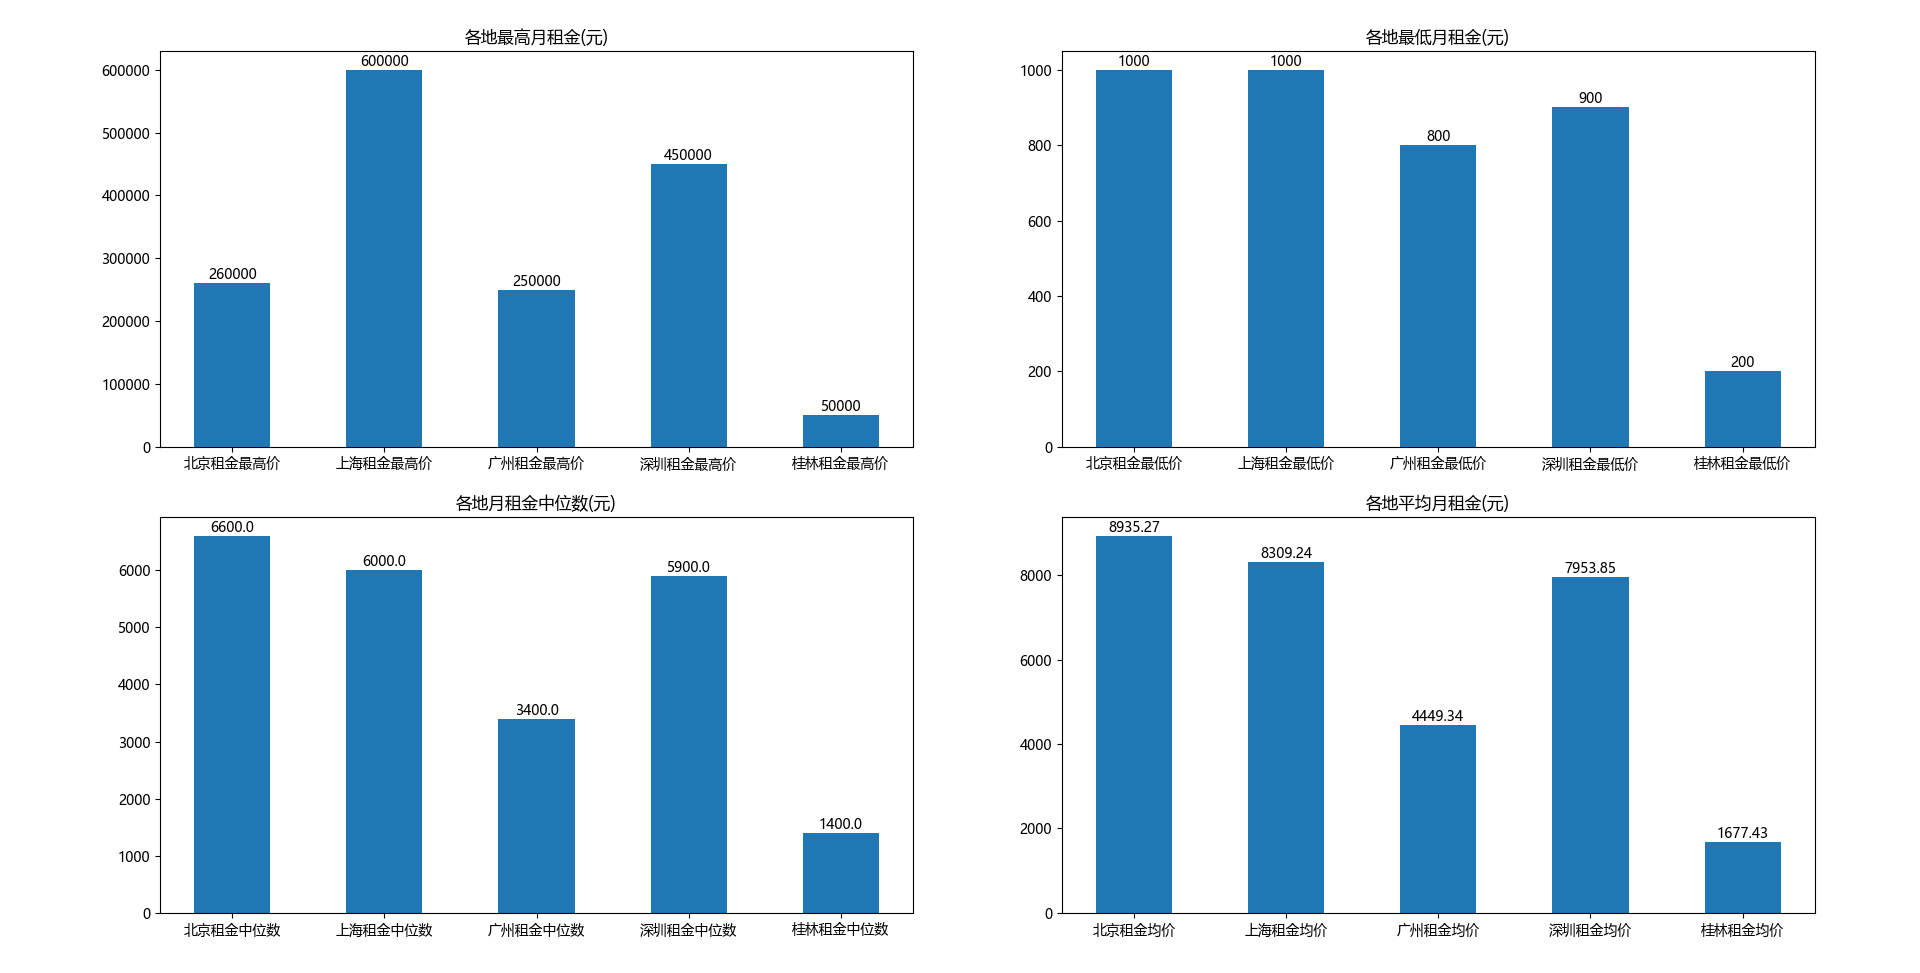 各地最高月租金(元)
600000
500000
400000
300000
200000
100000
0
260000
600000
250000
450000
50000
北京租金最高价
上海租金最高价
广州租金最高价
深圳租金最高价
桂林租金最高价
各地最低月租金(元)
1000
800
600
400
200
0
1000
1000
800
900
200
北京租金最低价
上海租金最低价
广州租金最低价
深圳租金最低价
桂林租金最低价
各地月租金中位数(元)
6000
5000
4000
3000
2000
1000
0
6600.0
6000.0
3400.0
5900.0
1400.0
北京租金中位数
上海租金中位数
广州租金中位数
深圳租金中位数
桂林租金中位数
各地平均月租金(元)
8000
6000
4000
2000
0
8935.27
8309.24
4449.34
7953.85
1677.43
北京租金均价
上海租金均价
广州租金均价
深圳租金均价
桂林租金均价